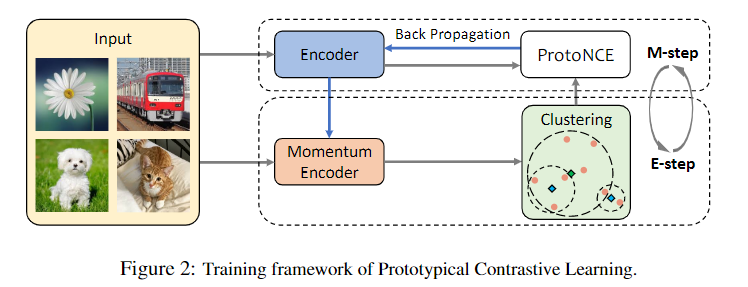 Input
Encoder
Back Propagation
ProtoNCE
M-step
Momentum
Encoder
Clustering
E-step
Figure 2: Training framework of Prototypical Contrastive Learning.